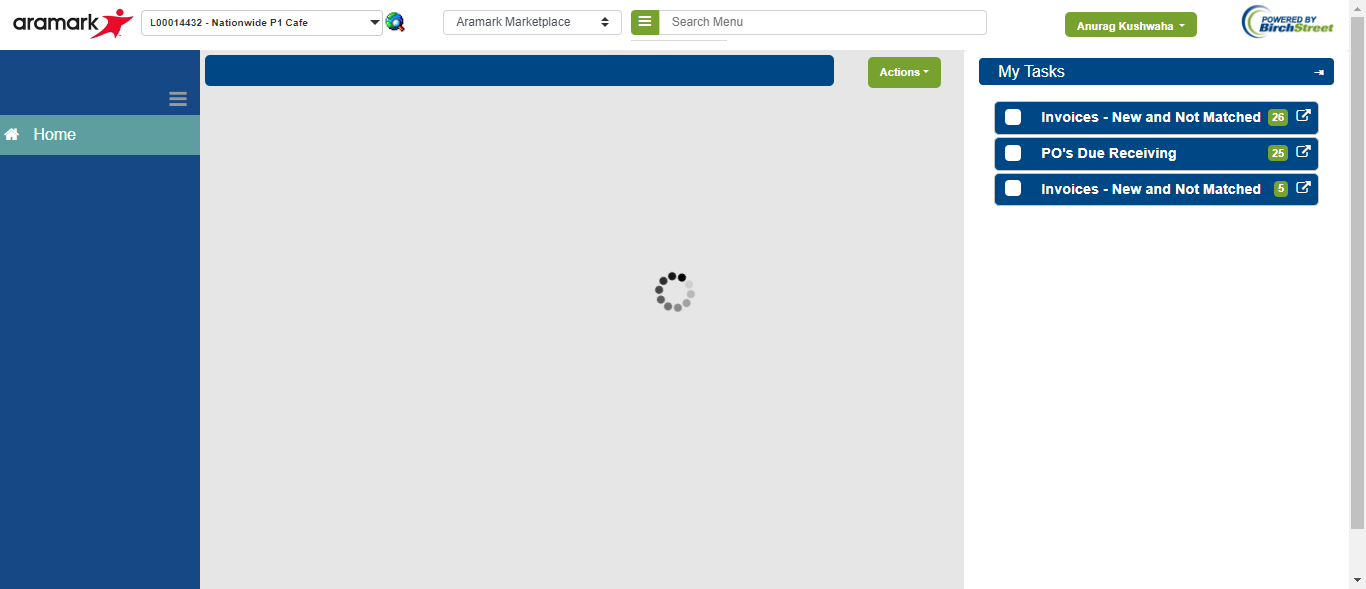 aramark
L00014432 - Nationwide P1 Cafe
Aramark Marketplace
Search Menu
Anurag Kushwaha
POWERED BY
BirchStreet
Actions
My Tasks
Home
Invoices - New and Not Matched 26
PO's Due Receiving 25
Invoices - New and Not Matched 5